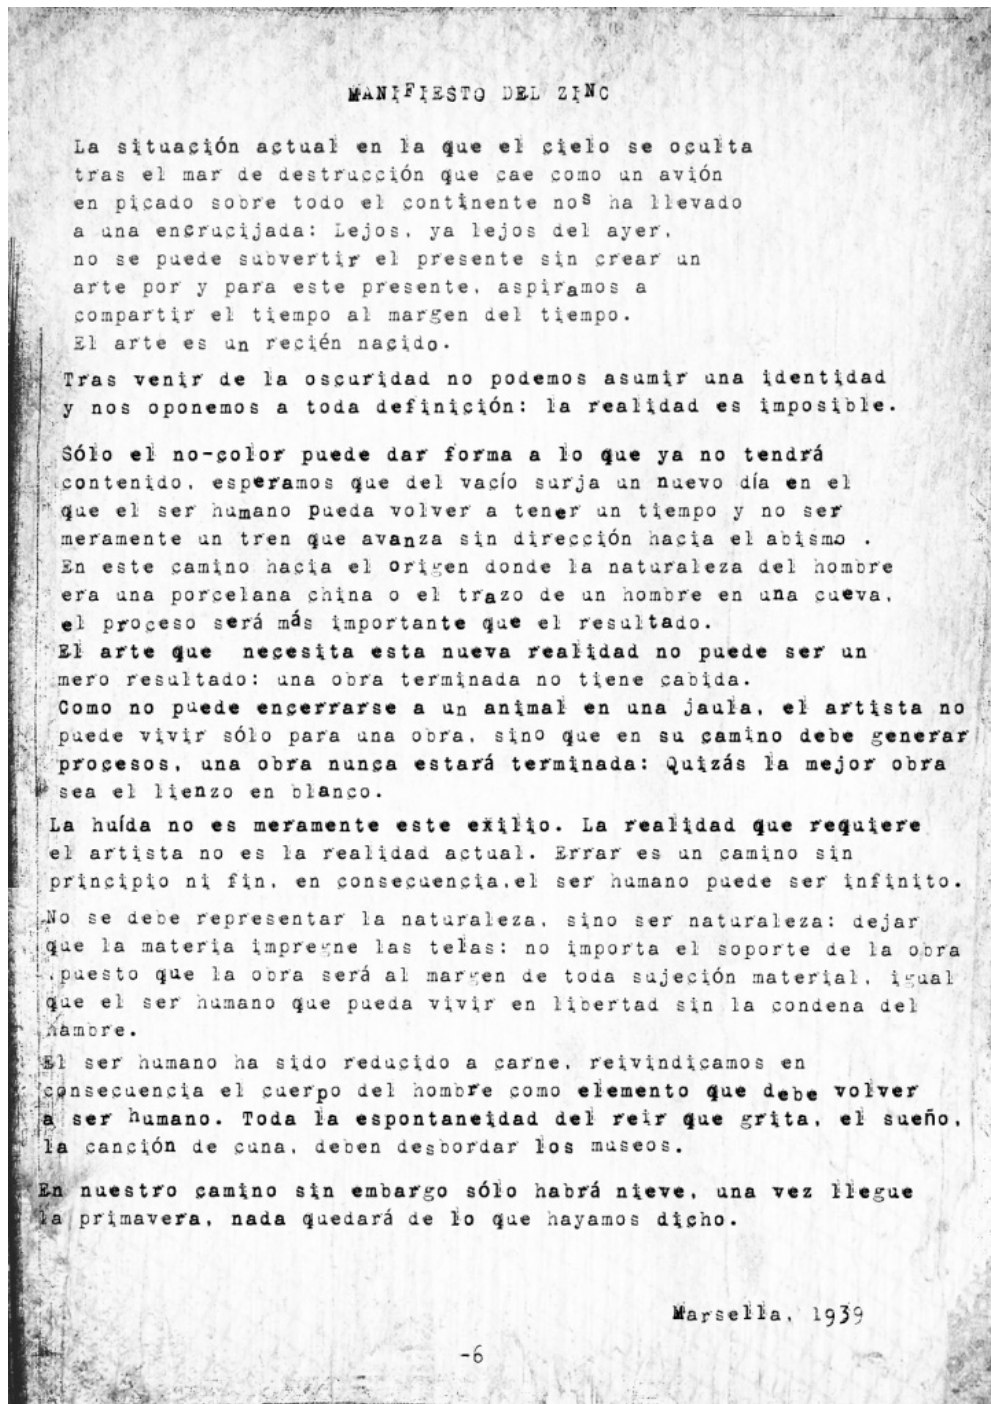 MANIFIESTO DEL ZINC
La situación actual en la que el cielo se oculta
tras el mar de destrucción que cae como un avión
en picado sobre todo el continente nos ha llevado
a una encrucijada: Lejos, ya lejos del ayer,
no se puede subvertir el presente sin crear un
arte por y para este presente, aspiramos a
compartir el tiempo al margen del tiempo.
El arte es un recién nacido.
Tras venir de la oscuridad no podemos asumir una identidad
y nos oponemos a toda definición: la realidad es imposible.
Sólo el no-color puede dar forma a lo que ya no tendrá
contenido, esperamos que del vacío surja un nuevo día en el
que el ser humano pueda volver a tener un tiempo y no ser
meramente un tren que avanza sin dirección hacia el abismo .
En este camino hacia el origen donde la naturaleza del hombre
era una porcelana china o el trazo de un hombre en una cueva,
el proceso será más importante que el resultado.
El arte que necesita esta nueva realidad no puede ser un
mero resultado: una obra terminada no tiene cabida.
Como no puede encerrarse a un animal en una jaula, el artista no
puede vivir sólo para una obra, sino que en su camino debe generar
procesos, una obra nunca estará terminada: Quizás la mejor obra
sea el lienzo en blanco.
La huída no es meramente este exilio. La realidad que requiere
el artista no es la realidad actual. Errar es un camino sin
principio ni fin, en consecuencia,el ser humano puede ser infinito.
No se debe representar la naturaleza, sino ser naturaleza: dejar
que la materia impregne las telas: no importa el soporte de la obra
,puesto que la obra será al margen de toda sujeción material, igual
que el ser humano que pueda vivir en libertad sin la condena del
hambre.
El ser humano ha sido reducido a carne, reivindicamos en
consecuencia el cuerpo del hombre como elemento que debe volver
a ser humano. Toda la espontaneidad del reir que grita, el sueño,
la canción de cuna, deben desbordar los museos.
En nuestro camino sin embargo sólo habrá nieve, una vez llegue
la primavera, nada quedará de lo que hayamos dicho.
Marsella, 1939
-6